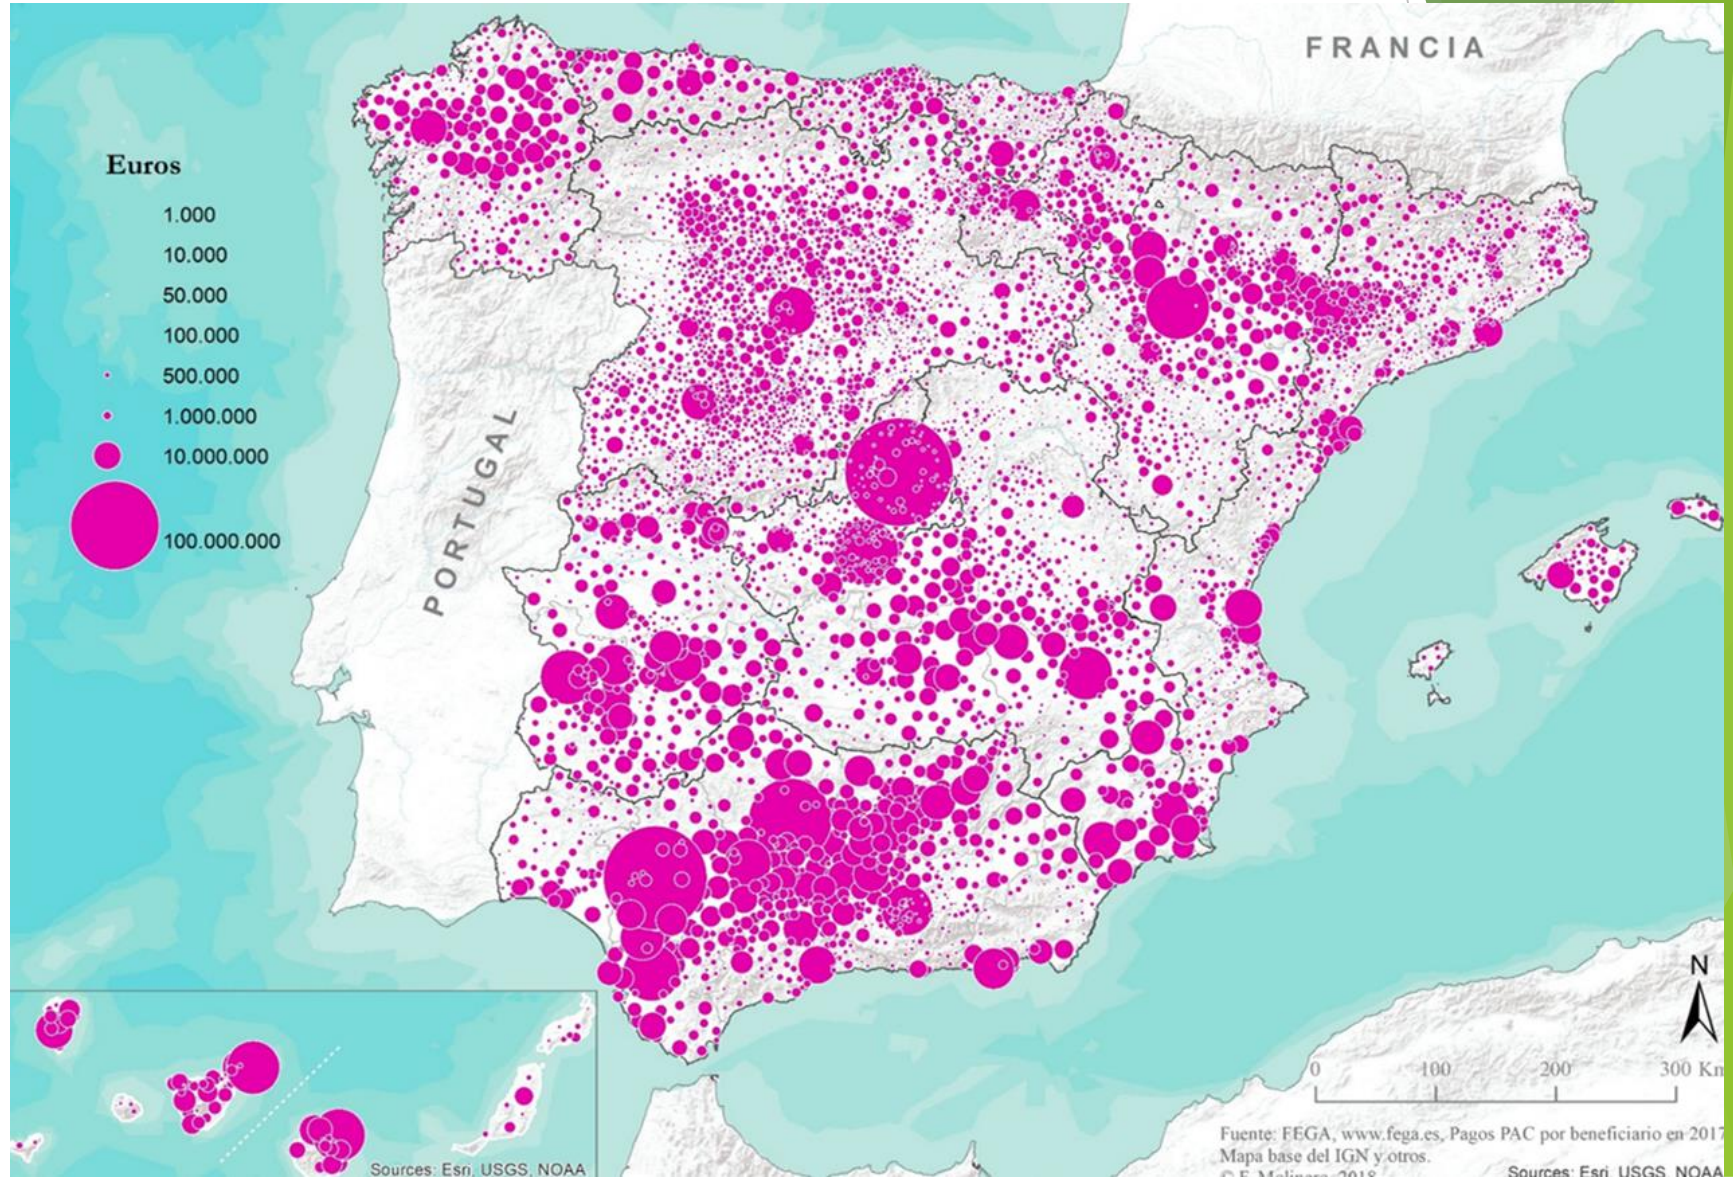 FRANCIA
Euros
1.000
10.000
50.000
100.000
500.000
1.000.000
10.000.000
100.000.000
PORTUGAL
N
0 100 200 300 Km
Fuente: FEGA, www.fega.es, Pagos PAC por beneficiario en 2017
Mapa base del IGN y otros.
© F. Molinero, 2018
Sources: Esri, USGS, NOAA
Sources: Esri, USGS, NOAA